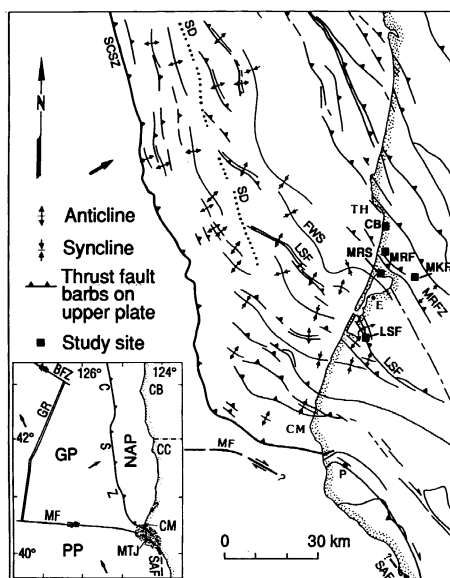 SCSZ
SD
N
Anticline
Syncline
Thrust fault
barbs on
upper plate
Study site
SD
FWS
LSF
TH
CB
MRS
MRF
MKR
MRFZ
E
LSF
LSF
CM
MF
?
P
?
SAF
0 30 km
BFZ
126°
124°
C
CB
GR
42°
S
NAP
CC
GP
Z
MF
CM
40°
PP
MTJ
SAF